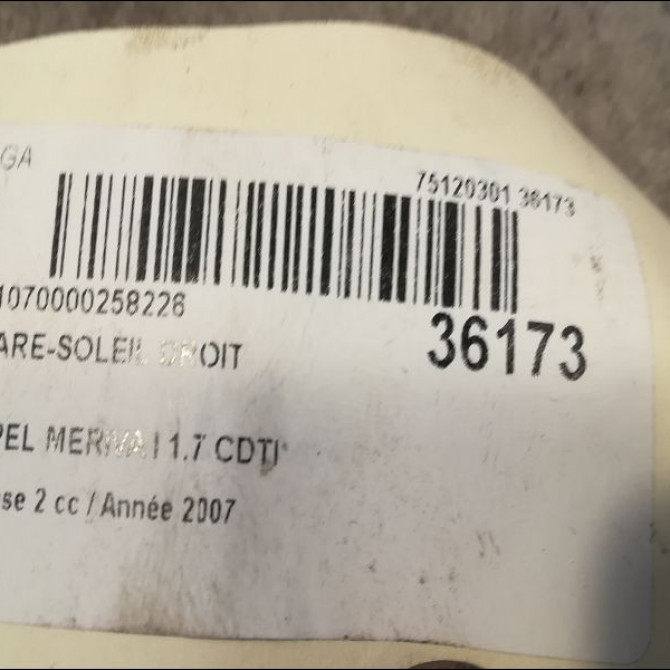 GA
75120301 36173
1070000258226
36173
ARE-SOLEIL DROIT
PEL MERIVA I 1.7 CDTI
se 2 cc / Année 2007